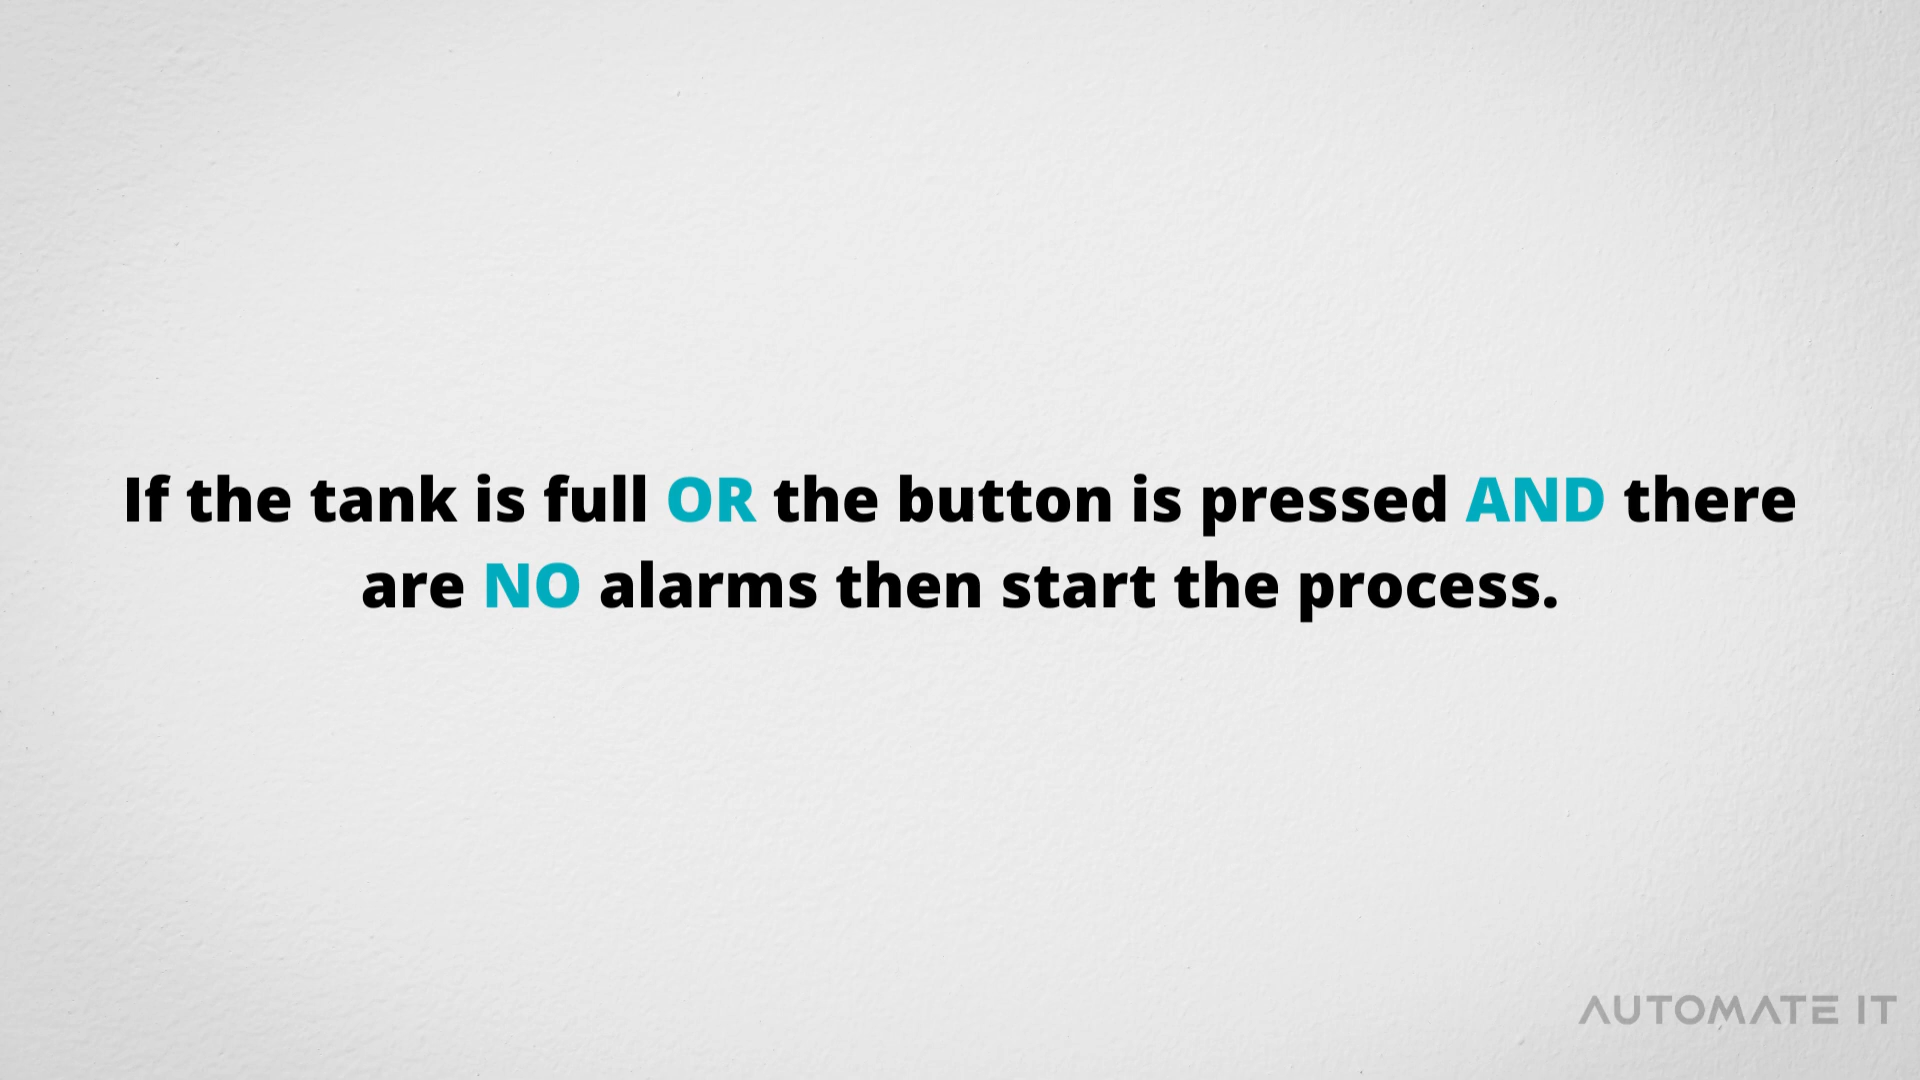 If the tank is full OR the button is pressed AND there
are NO alarms then start the process.
AUTOMATE IT